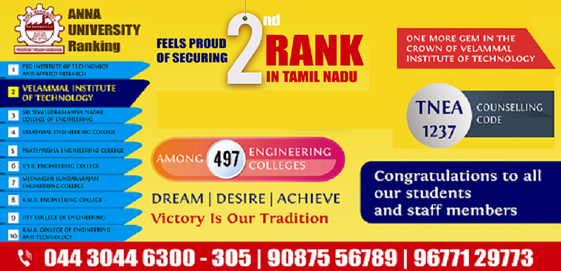 ANNA
UNIVERSITY
Ranking
1 PSG INSTITUTE OF TECHNOLOGY
AND APPLIED RESEARCH
2 VELAMMAL INSTITUTE
OF TECHNOLOGY
3 SRI SIVASUBRAMANIYA NADAR
COLLEGE OF ENGINEERING
4 VELAMMAL ENGINEERING COLLEGE
5 PRATHYUSHA ENGINEERING COLLEGE
6 V.S.B. ENGINEERING COLLEGE
7 MEENAKSHI SUNDARARAJAN
ENGINEERING COLLEGE
8 R.M.D. ENGINEERING COLLEGE
9 COLLEGE OF ENGINEERING
10 R.M.K. COLLEGE OF ENGINEERING
AND TECHNOLOGY
FEELS PROUD
OF SECURING
2nd
RANK
IN TAMIL NADU
AMONG 497 ENGINEERING
COLLEGES
DREAM | DESIRE | ACHIEVE
Victory Is Our Tradition
ONE MORE GEM IN THE
CROWN OF VELAMMAL
INSTITUTE OF TECHNOLOGY
TNEA
1237
COUNSELLING
CODE
Congratulations to all
our students
and staff members
044 3044 6300 - 305 | 90875 56789 | 96771 29773